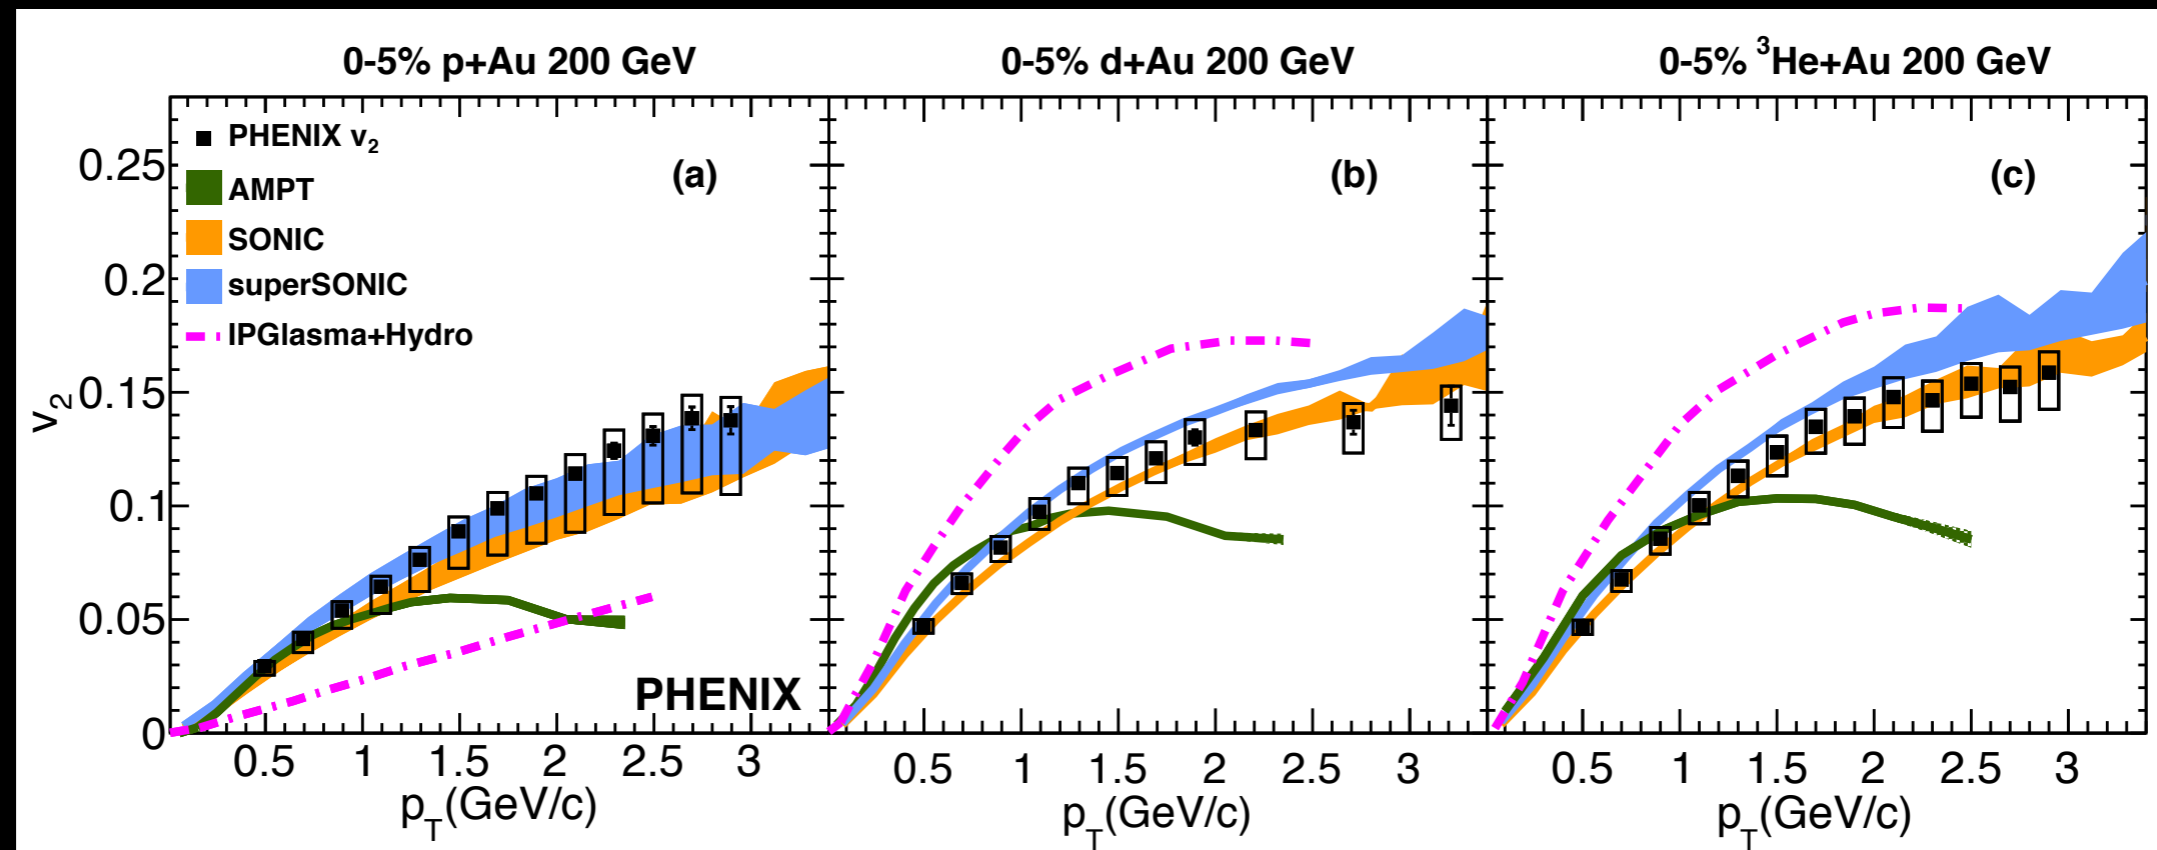 0-5% p+Au 200 GeV
0-5% d+Au 200 GeV
0-5% ³He+Au 200 GeV
PHENIX v₂
AMPT
SONIC
superSONIC
IPGlasma+Hydro
(a)
(b)
(c)
PHENIX
v₂
0.25
0.2
0.15
0.1
0.05
0
0.5 1 1.5 2 2.5 3
0.5 1 1.5 2 2.5 3
0.5 1 1.5 2 2.5 3
p_T(GeV/c)
p_T(GeV/c)
p_T(GeV/c)